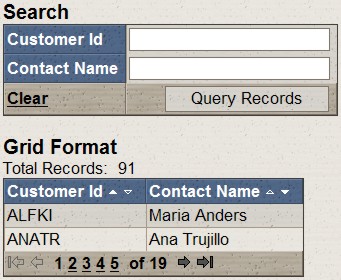 Search
Customer Id
Contact Name
Clear Query Records
Grid Format
Total Records: 91
Customer Id Contact Name
ALFKI Maria Anders
ANATR Ana Trujillo
1 2 3 4 5 of 19